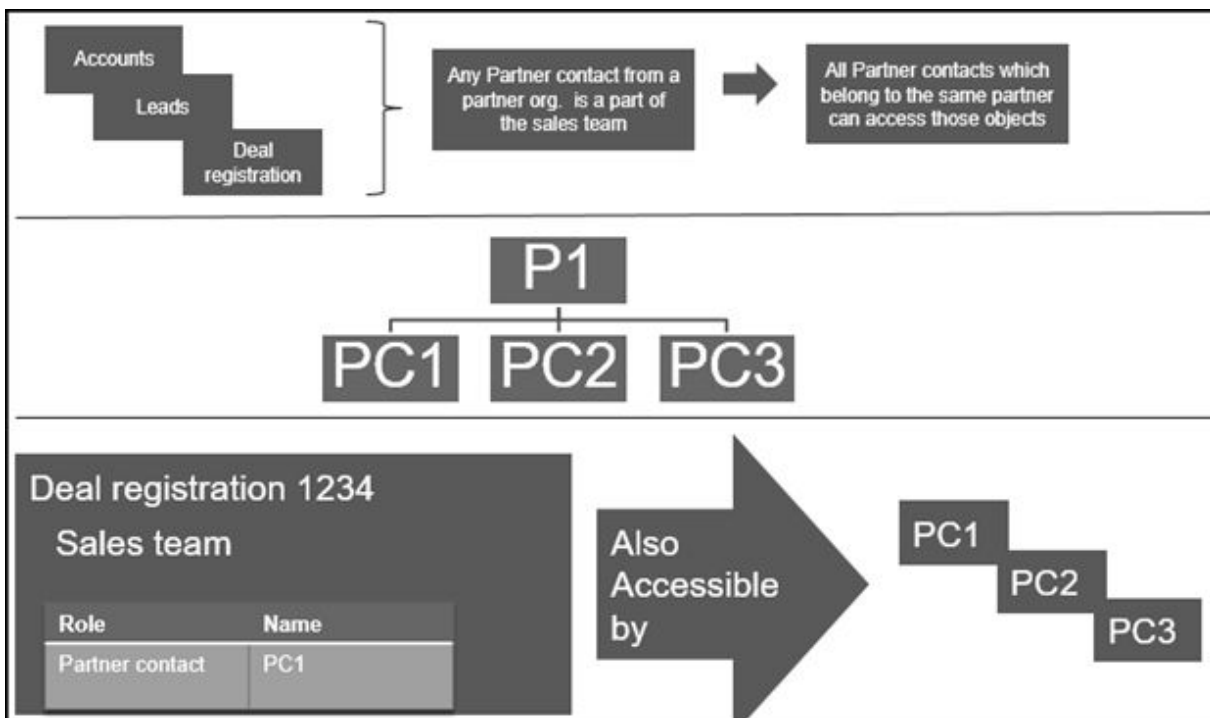 Accounts
Leads
Deal
registration
Any Partner contact from a
partner org. is a part of
the sales team
All Partner contacts which
belong to the same partner
can access those objects
P1
PC1 PC2 PC3
Deal registration 1234
Sales team
Role Name
Partner contact PC1
Also
Accessible
by
PC1
PC2
PC3